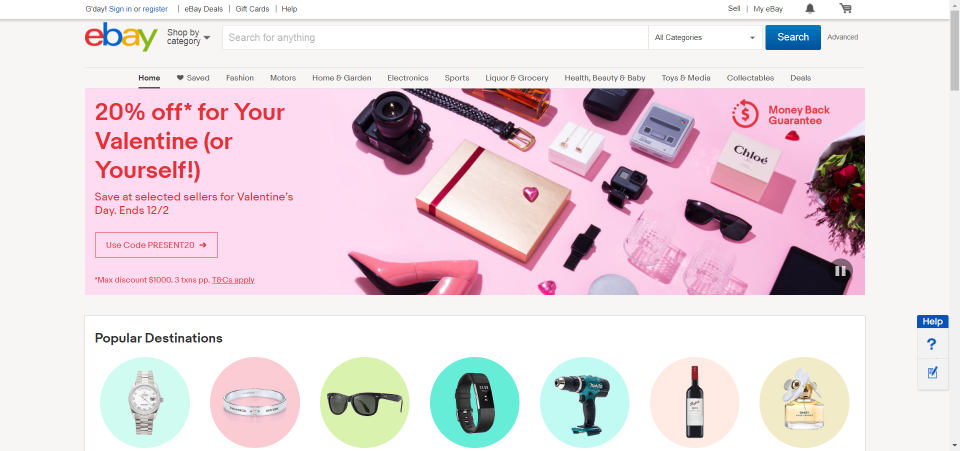 G'day! Sign in or register | eBay Deals | Gift Cards | Help
Sell | My eBay
ebay
Shop by category
Search for anything
All Categories
Search
Advanced
Home
Saved
Fashion
Motors
Home & Garden
Electronics
Sports
Liquor & Grocery
Health, Beauty & Baby
Toys & Media
Collectables
Deals
20% off* for Your
Valentine (or
Yourself!)
Save at selected sellers for Valentine's
Day. Ends 12/2
Use Code PRESENT20 →
*Max discount $1000. 3 txns pp. T&Cs apply
$
Money Back
Guarantee
Chloé
Help
?
Popular Destinations